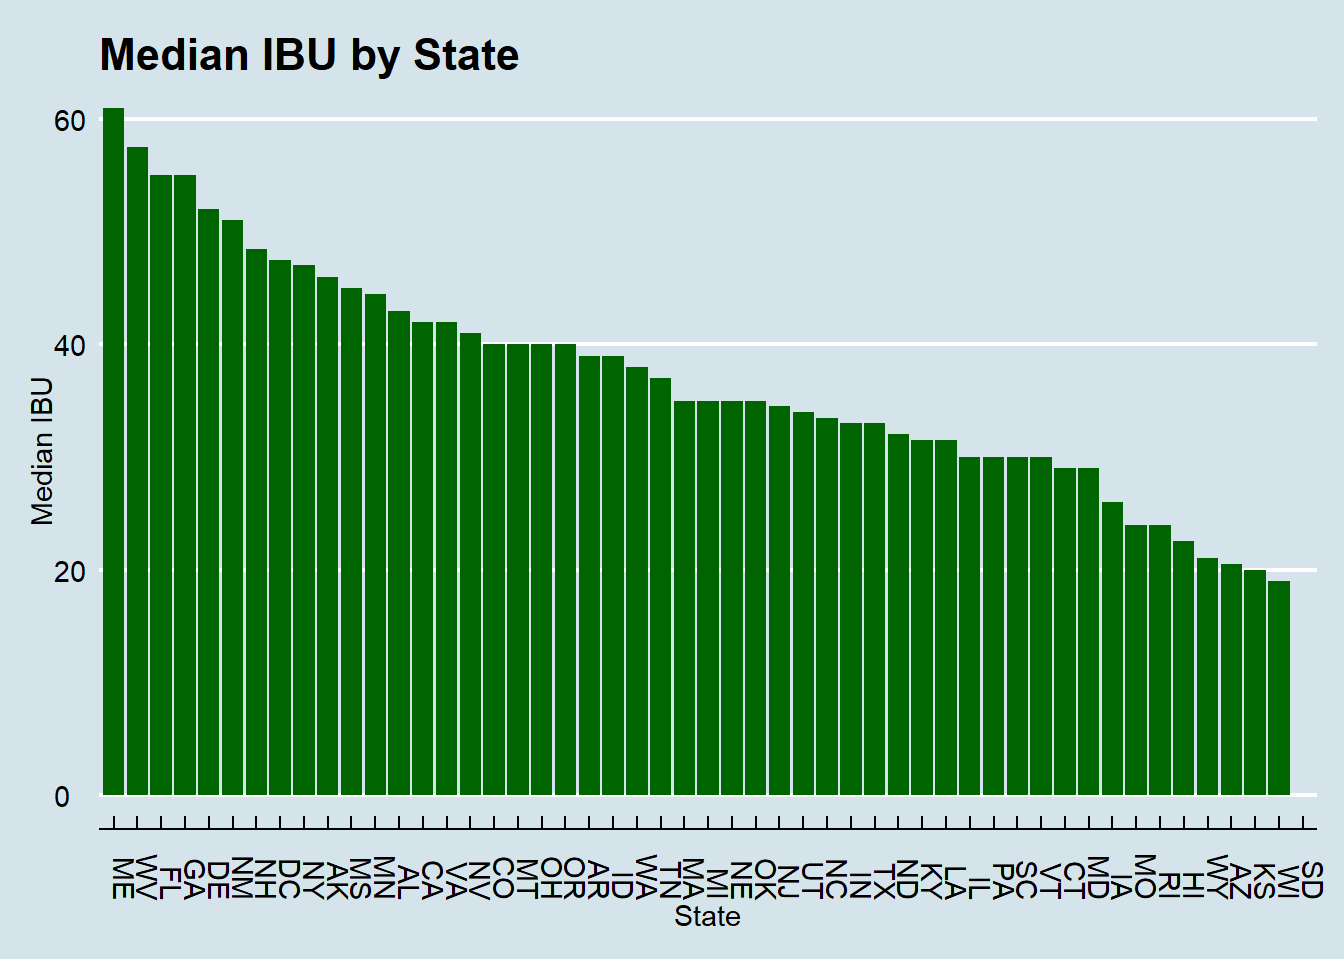 Median IBU by State
60
40
20
0
Median IBU
ME WV FL GA DE NM NH DC NY AK MS MN AL CA VA NV CO MT OH OR AR ID WA TN MA MI NE OK NJ UT NC IN TX ND KY LA IL PA SC VT CT MD IA MO RI HI WY AZ KS WI SD
State